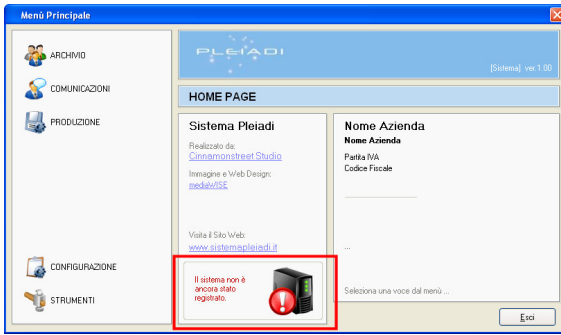 Menù Principale
ARCHIVIO
COMUNICAZIONI
PRODUZIONE
CONFIGURAZIONE
STRUMENTI
PLEIADI
[Sistema] ver.1.00
HOME PAGE
Sistema Pleiadi
Realizzato da:
Cinnamonstreet Studio
Immagine e Web Design:
mediaWISE
Visita il Sito Web:
www.sistemapleiadi.it
Il sistema non è
ancora stato
registrato.
Nome Azienda
Nome Azienda
Partita IVA
Codice Fiscale
...
Seleziona una voce dal menù ...
Esci